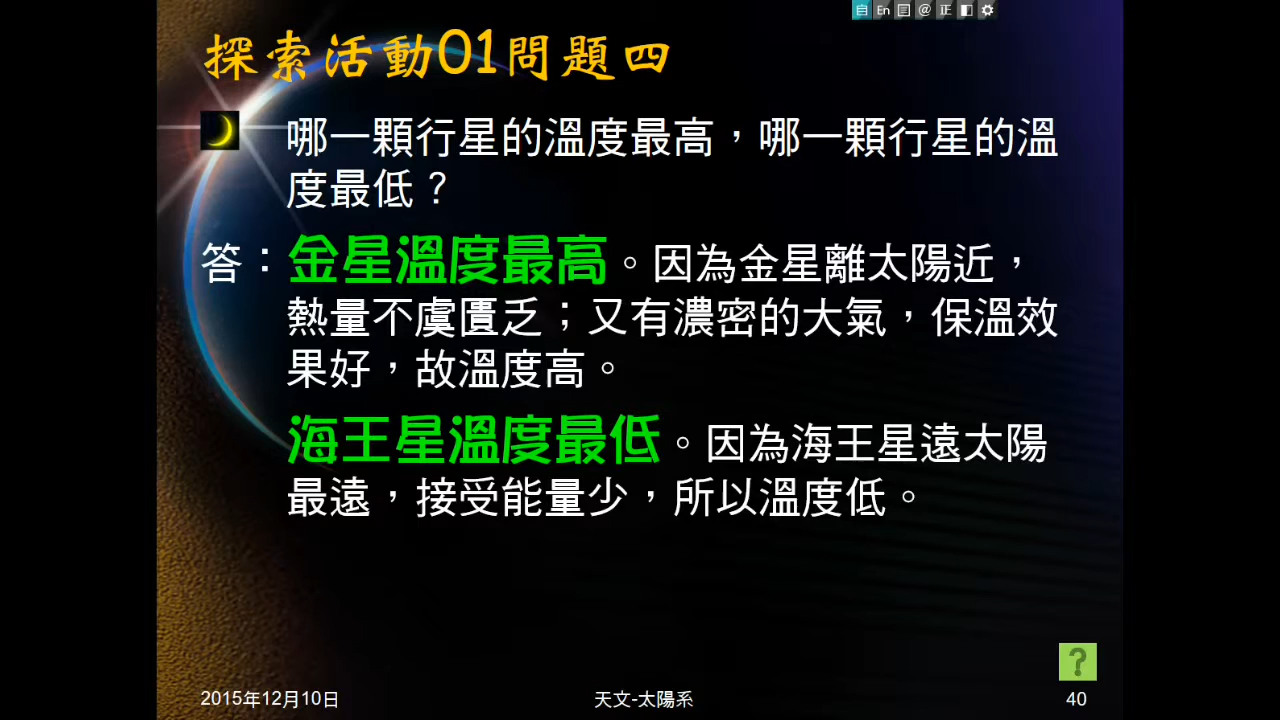 自 En @ 正
探索活動01問題四
哪一顆行星的溫度最高，哪一顆行星的溫
度最低？
答：金星溫度最高。因為金星離太陽近，
熱量不虞匱乏；又有濃密的大氣，保溫效
果好，故溫度高。
海王星溫度最低。因為海王星遠太陽
最遠，接受能量少，所以溫度低。
?
2015年12月10日 天文-太陽系 40